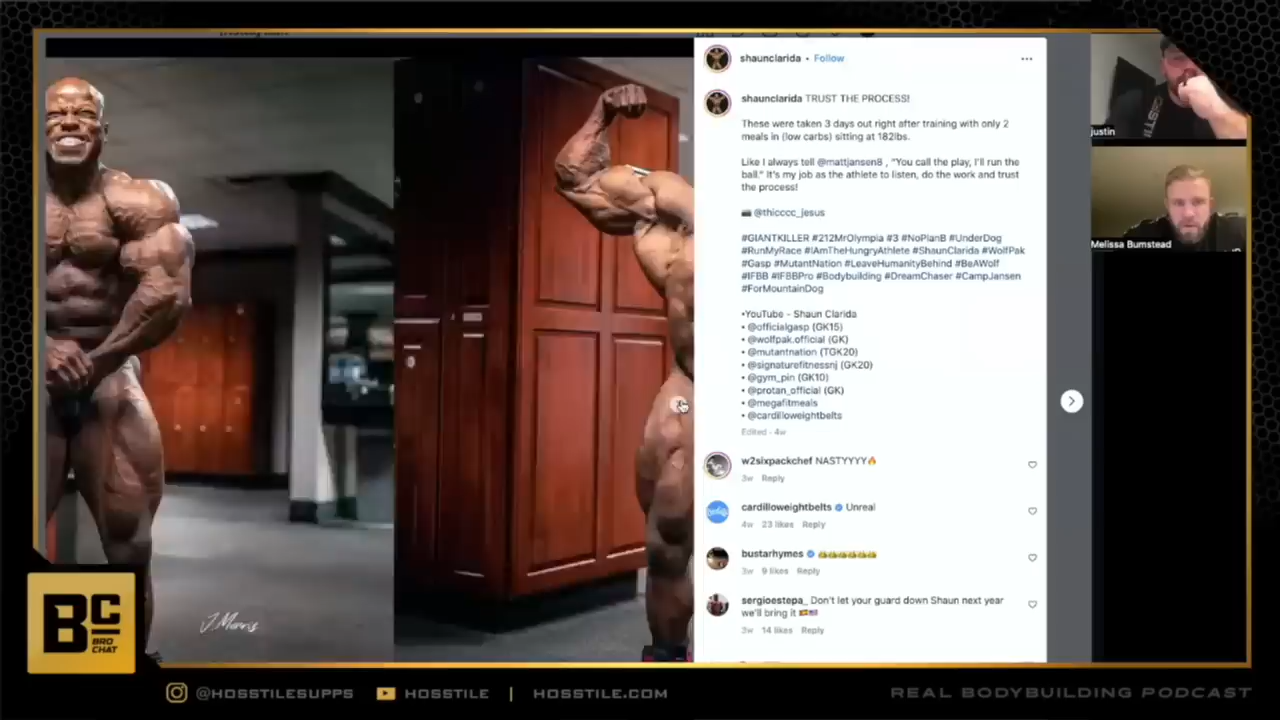 shaunclarida • Follow
shaunclarida TRUST THE PROCESS!
These were taken 3 days out right after training with only 2
meals in (low carbs) sitting at 182lbs.
Like I always tell @mattjansen8 , "You call the play, I'll run the
ball." It's my job as the athlete to listen, do the work and trust
the process!
@thicccc_jesus
#GIANTKILLER #212MrOlympia #3 #NoPlanB #UnderDog
#RunMyRace #IAmTheHungryAthlete #ShaunClarida #WolfPak
#Gasp #MutantNation #LeaveHumanityBehind #BeAWolf
#IFBB #IFBBPro #Bodybuilding #DreamChaser #CampJansen
#ForMountainDog
•YouTube - Shaun Clarida
• @officialgasp (GK15)
• @wolfpak.official (GK)
• @mutantnation (TGK20)
• @signaturefitnessnj (GK20)
• @gym_pin (GK10)
• @protan_official (GK)
• @megafitmeals
• @cardilloweightbelts
Edited · 4w
w2sixpackchef NASTYYYY🔥
3w Reply
cardilloweightbelts Unreal
4w 23 likes Reply
bustarhymes
3w 9 likes Reply
sergioestepa_ Don't let your guard down Shaun next year
we'll bring it 🇪🇸🇺🇸
3w 14 likes Reply
justin
HOSSTILE
Melissa Bumstead
J.Morris
BC
BRO
CHAT
@HOSSTILESUPPS HOSSTILE | HOSSTILE.COM
REAL BODYBUILDING PODCAST